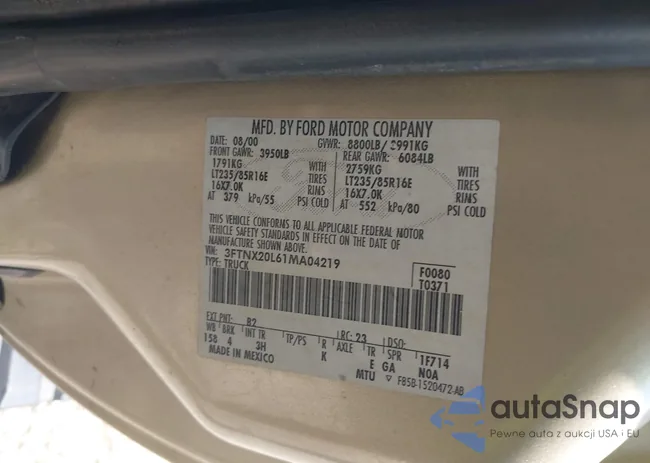 MFD. BY FORD MOTOR COMPANY
DATE: 08/00 GVWR: 8800LB/3991KG
FRONT GAWR: 3950LB REAR GAWR: 6084LB
1791KG WITH 2759KG WITH
LT235/85R16E TIRES LT235/85R16E TIRES
16X7.0K RIMS 16X7.0K RIMS
AT 379 kPa/55 PSI COLD AT 552 kPa/80 PSI COLD
THIS VEHICLE CONFORMS TO ALL APPLICABLE FEDERAL MOTOR
VEHICLE SAFETY STANDARDS IN EFFECT ON THE DATE OF
MANUFACTURE SHOWN ABOVE.
VIN: 3FTNX20L61MA04219 F0080
TYPE: TRUCK T0371
EXT PNT: B2 RC: 23 DSO:
WB BRK INT TR TP/PS R AXLE TR SPR 1F714
158 4 3H K E GA N0A
MADE IN MEXICO MTU F85B-1520472-AB
autaSnap
Pewne auta z aukcji USA i EU